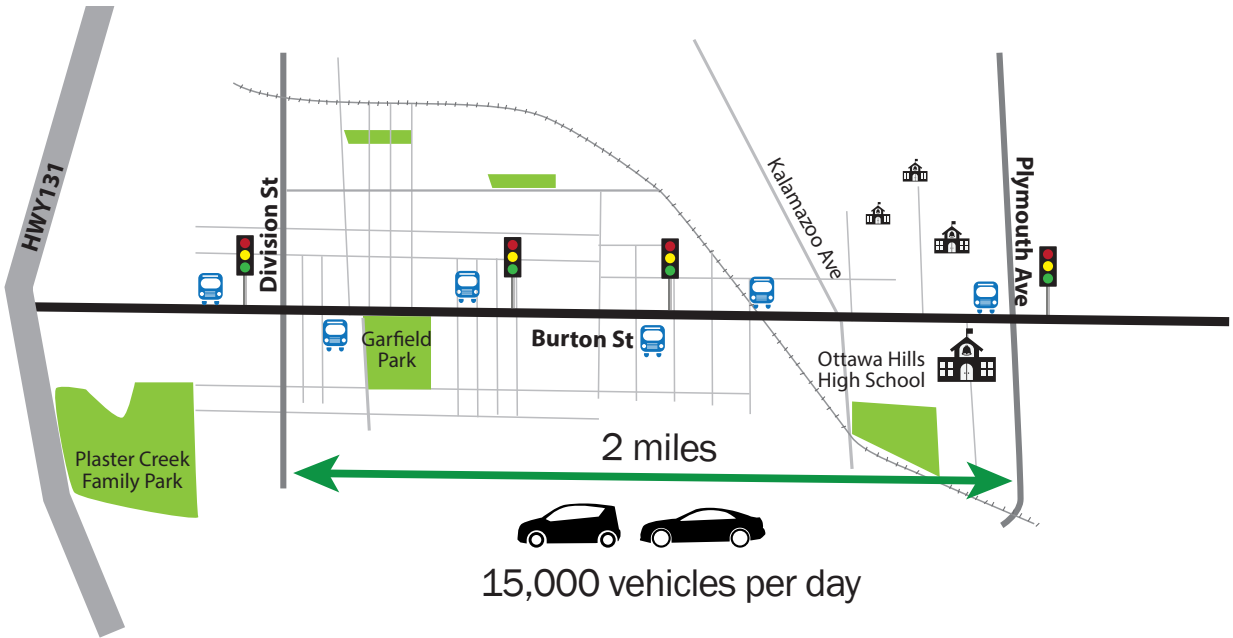 HWY131
Division St
Kalamazoo Ave
Plymouth Ave
Garfield
Park
Burton St
Ottawa Hills
High School
Plaster Creek
Family Park
2 miles
15,000 vehicles per day